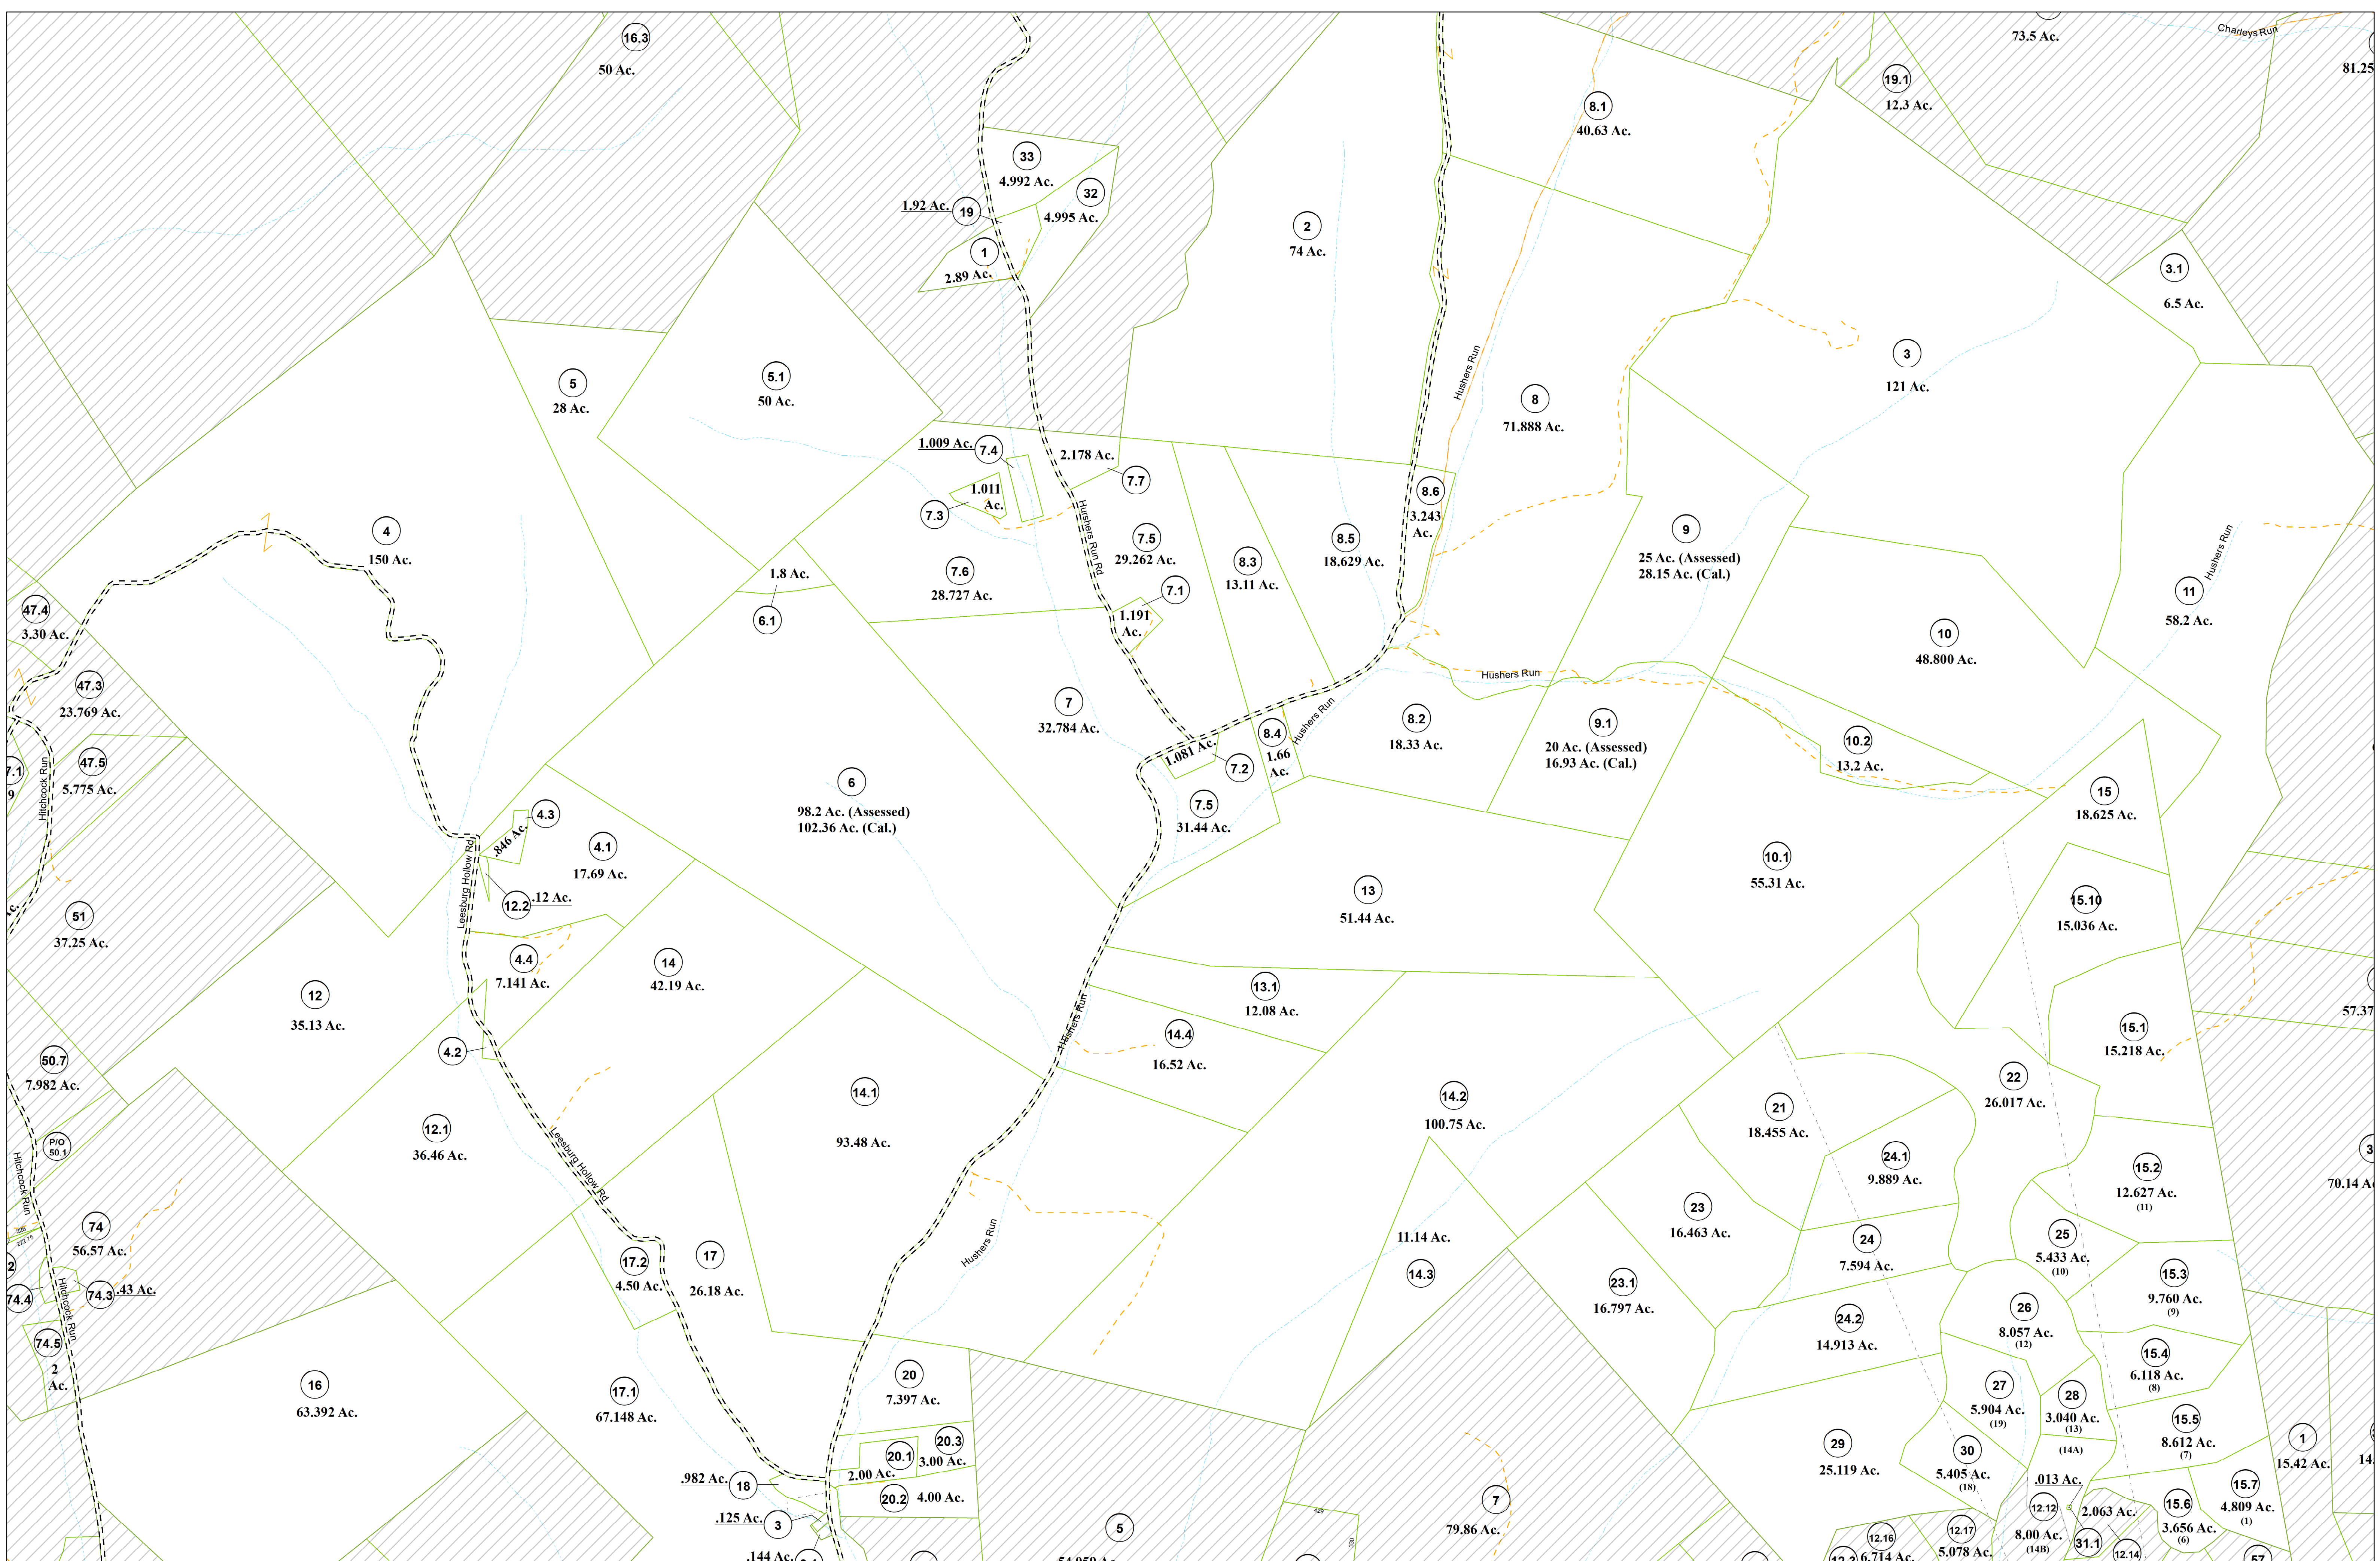 16.3
50 Ac.
73.5 Ac.
Charleys Run
81.25
19.1
12.3 Ac.
8.1
40.63 Ac.
33
4.992 Ac.
32
4.995 Ac.
1.92 Ac.
19
1
2.89 Ac.
2
74 Ac.
3.1
6.5 Ac.
3
121 Ac.
Hushers Run
5
28 Ac.
5.1
50 Ac.
8
71.888 Ac.
1.009 Ac.
7.4
2.178 Ac.
7.7
1.011
Ac.
7.3
8.6
3.243
Ac.
Hurshers Run Rd
4
150 Ac.
7.5
29.262 Ac.
8.3
13.11 Ac.
8.5
18.629 Ac.
9
25 Ac. (Assessed)
28.15 Ac. (Cal.)
Hushers Run
7.6
28.727 Ac.
1.8 Ac.
6.1
7.1
1.191
Ac.
11
58.2 Ac.
47.4
3.30 Ac.
10
48.800 Ac.
47.3
23.769 Ac.
Hushers Run
7
32.784 Ac.
Hushers Run
8.4
1.66
Ac.
8.2
18.33 Ac.
9.1
20 Ac. (Assessed)
16.93 Ac. (Cal.)
10.2
13.2 Ac.
7.1
9
47.5
5.775 Ac.
Hitchcock Run
1.081 Ac.
7.2
6
98.2 Ac. (Assessed)
102.36 Ac. (Cal.)
7.5
31.44 Ac.
15
18.625 Ac.
4.3
.846 Ac.
4.1
17.69 Ac.
Leesburg Hollow Rd
12.2
.12 Ac.
13
51.44 Ac.
10.1
55.31 Ac.
15.10
15.036 Ac.
51
37.25 Ac.
4.4
7.141 Ac.
14
42.19 Ac.
12
35.13 Ac.
13.1
12.08 Ac.
57.37
Hushers Run
14.4
16.52 Ac.
15.1
15.218 Ac.
4.2
50.7
7.982 Ac.
14.1
93.48 Ac.
14.2
100.75 Ac.
22
26.017 Ac.
21
18.455 Ac.
12.1
36.46 Ac.
P/O
50.1
Hitchcock Run
Leesburg Hollow Rd
24.1
9.889 Ac.
15.2
12.627 Ac.
(11)
70.14 A
23
16.463 Ac.
74
56.57 Ac.
226
222.75
Hushers Run
11.14 Ac.
14.3
24
7.594 Ac.
25
5.433 Ac.
(10)
17.2
4.50 Ac.
17
26.18 Ac.
23.1
16.797 Ac.
15.3
9.760 Ac.
(9)
2
74.4
74.3
.43 Ac.
Hitchcock Run
24.2
14.913 Ac.
26
8.057 Ac.
(12)
74.5
2
Ac.
15.4
6.118 Ac.
(8)
16
63.392 Ac.
17.1
67.148 Ac.
20
7.397 Ac.
27
5.904 Ac.
(19)
28
3.040 Ac.
(13)
(14A)
15.5
8.612 Ac.
(7)
20.1
2.00 Ac.
20.3
3.00 Ac.
29
25.119 Ac.
30
5.405 Ac.
(18)
1
15.42 Ac.
14.
.982 Ac.
18
20.2
4.00 Ac.
7
79.86 Ac.
429
330
.013 Ac.
12.12
8.00 Ac.
(14B)
2.063 Ac.
31.1
12.14
15.6
3.656 Ac.
(6)
15.7
4.809 Ac.
(1)
.125 Ac.
3
5
12.16
6.714 Ac.
12.17
5.078 Ac.
.144 Ac.
57